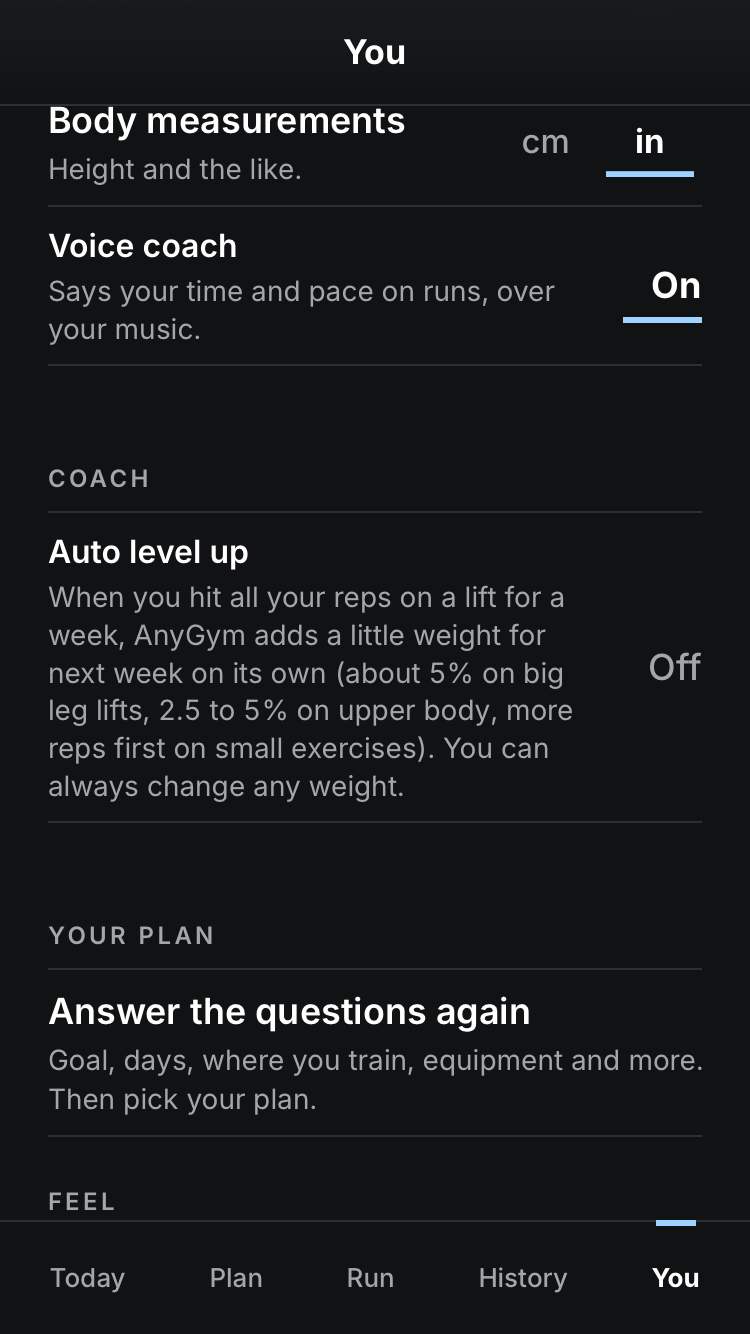 You
Body measurements
Height and the like.
cm
in
Voice coach
Says your time and pace on runs, over
your music.
On
COACH
Auto level up
When you hit all your reps on a lift for a
week, AnyGym adds a little weight for
next week on its own (about 5% on big
leg lifts, 2.5 to 5% on upper body, more
reps first on small exercises). You can
always change any weight.
Off
YOUR PLAN
Answer the questions again
Goal, days, where you train, equipment and more.
Then pick your plan.
FEEL
Today
Plan
Run
History
You